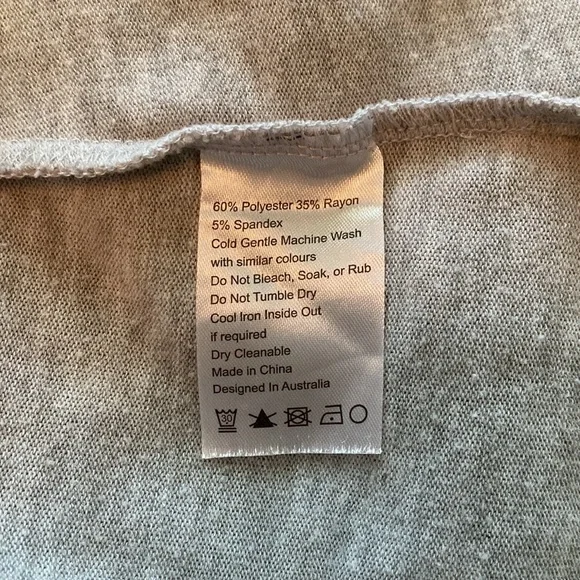 60% Polyester 35% Rayon
5% Spandex
Cold Gentle Machine Wash
with similar colours
Do Not Bleach, Soak, or Rub
Do Not Tumble Dry
Cool Iron Inside Out
if required
Dry Cleanable
Made in China
Designed In Australia
30